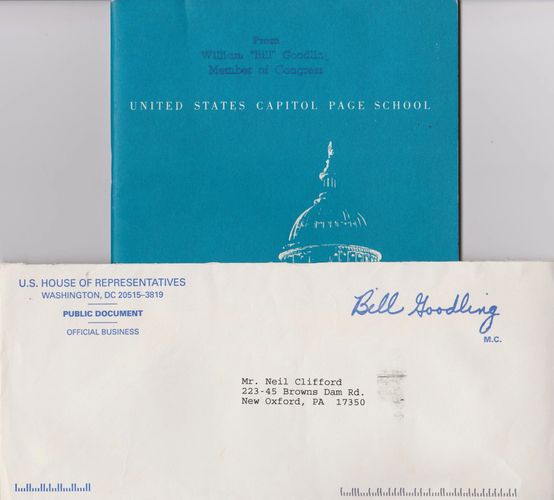 From
William "Bill" Goodling
Member of Congress
UNITED STATES CAPITOL PAGE SCHOOL
U.S. HOUSE OF REPRESENTATIVES
WASHINGTON, DC 20515-3819
PUBLIC DOCUMENT
OFFICIAL BUSINESS
Bill Goodling
M.C.
Mr. Neil Clifford
223-45 Browns Dam Rd.
New Oxford, PA 17350